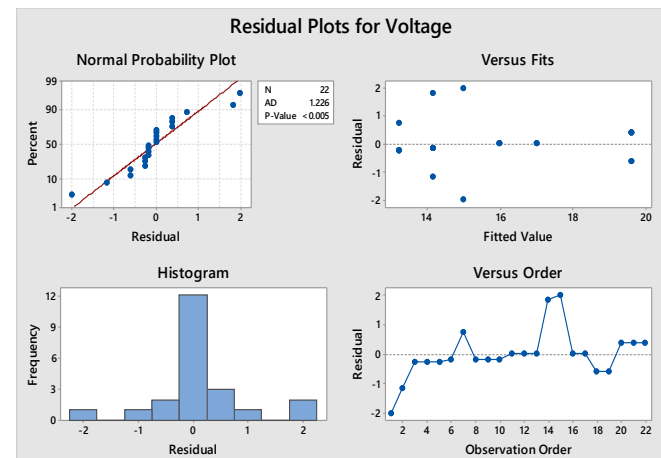 Residual Plots for Voltage
Normal Probability Plot
99
90
50
10
1
Percent
-2 -1 0 1 2
Residual
N 22
AD 1.226
P-Value <0.005
Versus Fits
2
1
0
-1
-2
Residual
14 16 18 20
Fitted Value
Histogram
12
9
6
3
0
Frequency
-2 -1 0 1 2
Residual
Versus Order
2
1
0
-1
-2
Residual
2 4 6 8 10 12 14 16 18 20 22
Observation Order